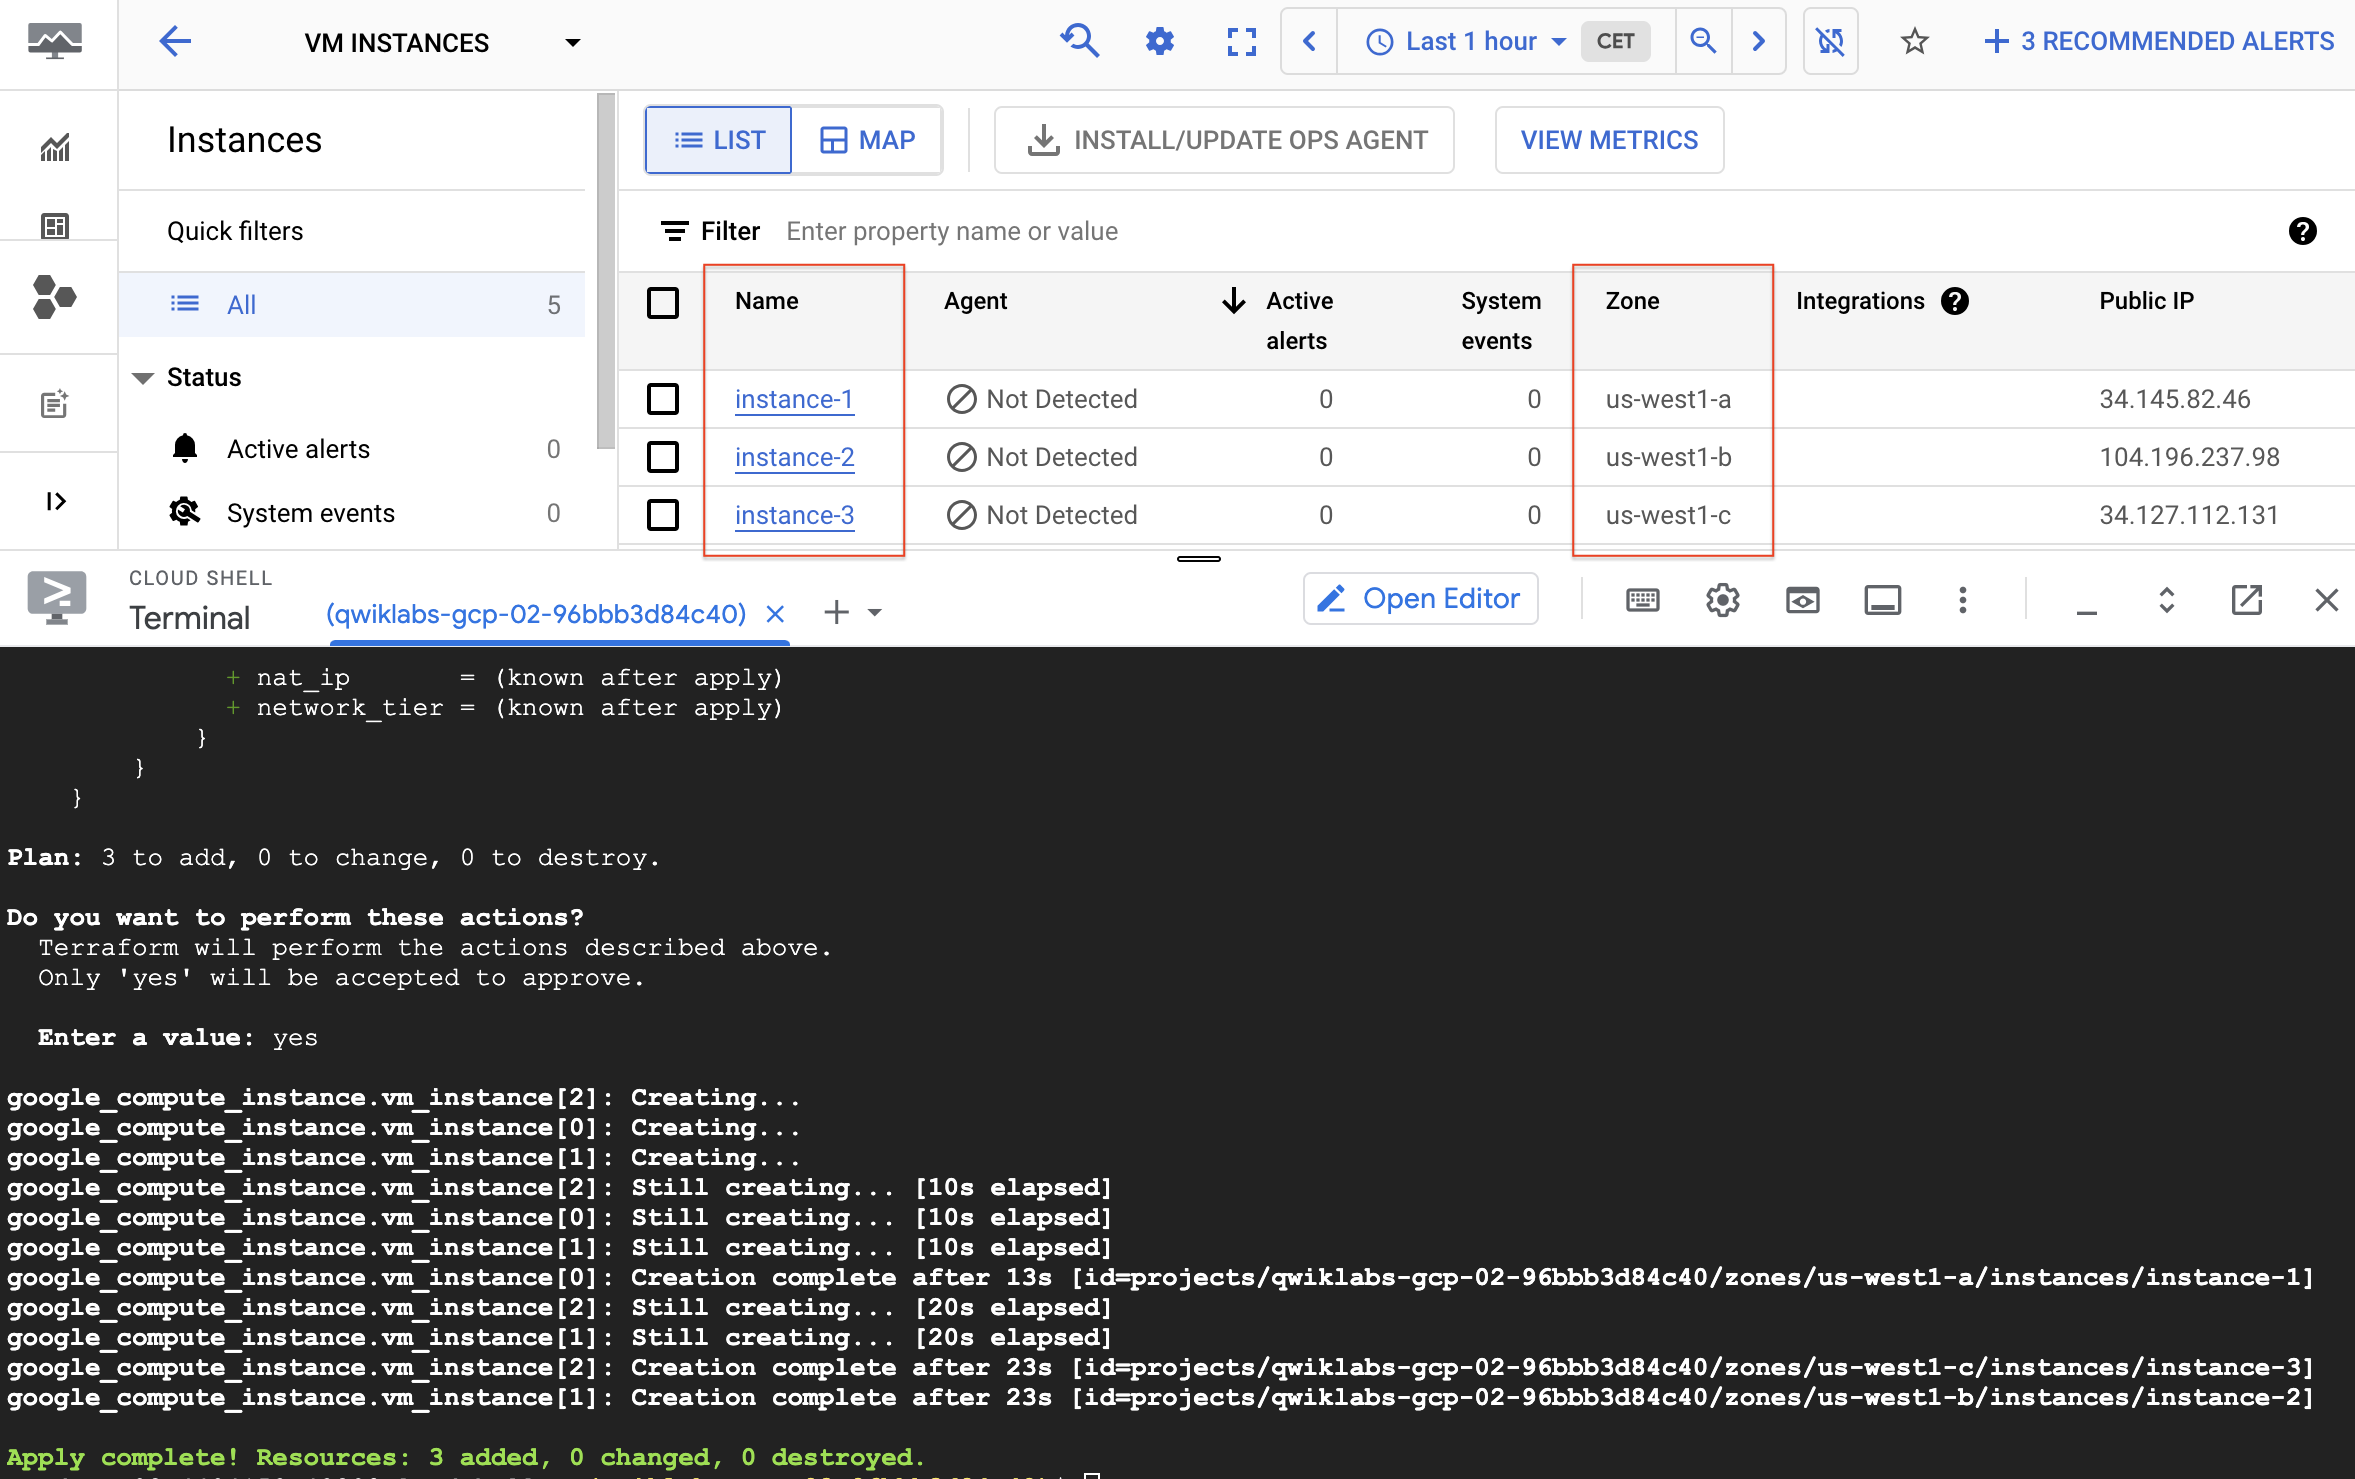 VM INSTANCES
Last 1 hour CET
3 RECOMMENDED ALERTS
Instances
LIST MAP INSTALL/UPDATE OPS AGENT VIEW METRICS
Quick filters
Filter Enter property name or value
All 5
Name Agent Active alerts System events Zone Integrations Public IP
Status
instance-1 Not Detected 0 0 us-west1-a 34.145.82.46
Active alerts 0
instance-2 Not Detected 0 0 us-west1-b 104.196.237.98
System events 0
instance-3 Not Detected 0 0 us-west1-c 34.127.112.131
CLOUD SHELL
Terminal (qwiklabs-gcp-02-96bbb3d84c40) Open Editor
+ nat_ip       = (known after apply)
+ network_tier = (known after apply)
}
}
}
Plan: 3 to add, 0 to change, 0 to destroy.
Do you want to perform these actions?
Terraform will perform the actions described above.
Only 'yes' will be accepted to approve.
Enter a value: yes
google_compute_instance.vm_instance[2]: Creating...
google_compute_instance.vm_instance[0]: Creating...
google_compute_instance.vm_instance[1]: Creating...
google_compute_instance.vm_instance[2]: Still creating... [10s elapsed]
google_compute_instance.vm_instance[0]: Still creating... [10s elapsed]
google_compute_instance.vm_instance[1]: Still creating... [10s elapsed]
google_compute_instance.vm_instance[0]: Creation complete after 13s [id=projects/qwiklabs-gcp-02-96bbb3d84c40/zones/us-west1-a/instances/instance-1]
google_compute_instance.vm_instance[2]: Still creating... [20s elapsed]
google_compute_instance.vm_instance[1]: Still creating... [20s elapsed]
google_compute_instance.vm_instance[2]: Creation complete after 23s [id=projects/qwiklabs-gcp-02-96bbb3d84c40/zones/us-west1-c/instances/instance-3]
google_compute_instance.vm_instance[1]: Creation complete after 23s [id=projects/qwiklabs-gcp-02-96bbb3d84c40/zones/us-west1-b/instances/instance-2]
Apply complete! Resources: 3 added, 0 changed, 0 destroyed.